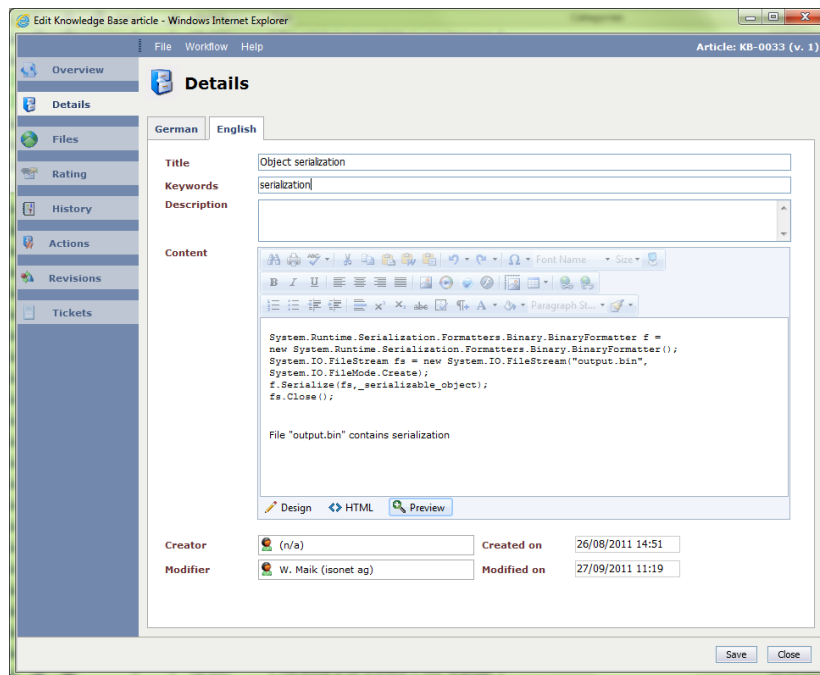 Edit Knowledge Base article - Windows Internet Explorer
File Workflow Help
Article: KB-0033 (v. 1)
Overview
Details
Files
Rating
History
Actions
Revisions
Tickets
Details
German English
Title Object serialization
Keywords serialization
Description
Content
ABC Font Name Size
B I U
abc A Paragraph St...
System.Runtime.Serialization.Formatters.Binary.BinaryFormatter f =
new System.Runtime.Serialization.Formatters.Binary.BinaryFormatter();
System.IO.FileStream fs = new System.IO.FileStream("output.bin",
System.IO.FileMode.Create);
f.Serialize(fs,_serializable_object);
fs.Close();
File "output.bin" contains serialization
Design HTML Preview
Creator (n/a) Created on 26/08/2011 14:51
Modifier W. Maik (isonet ag) Modified on 27/09/2011 11:19
Save Close